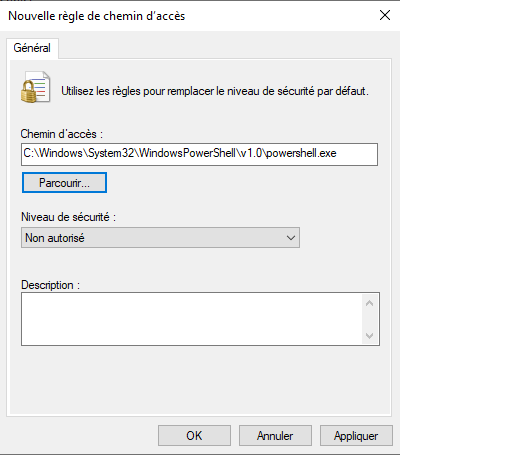 Nouvelle règle de chemin d'accès
Général
Utilisez les règles pour remplacer le niveau de sécurité par défaut.
Chemin d'accès :
C:\Windows\System32\WindowsPowerShell\v1.0\powershell.exe
Parcourir...
Niveau de sécurité :
Non autorisé
Description :
OK Annuler Appliquer